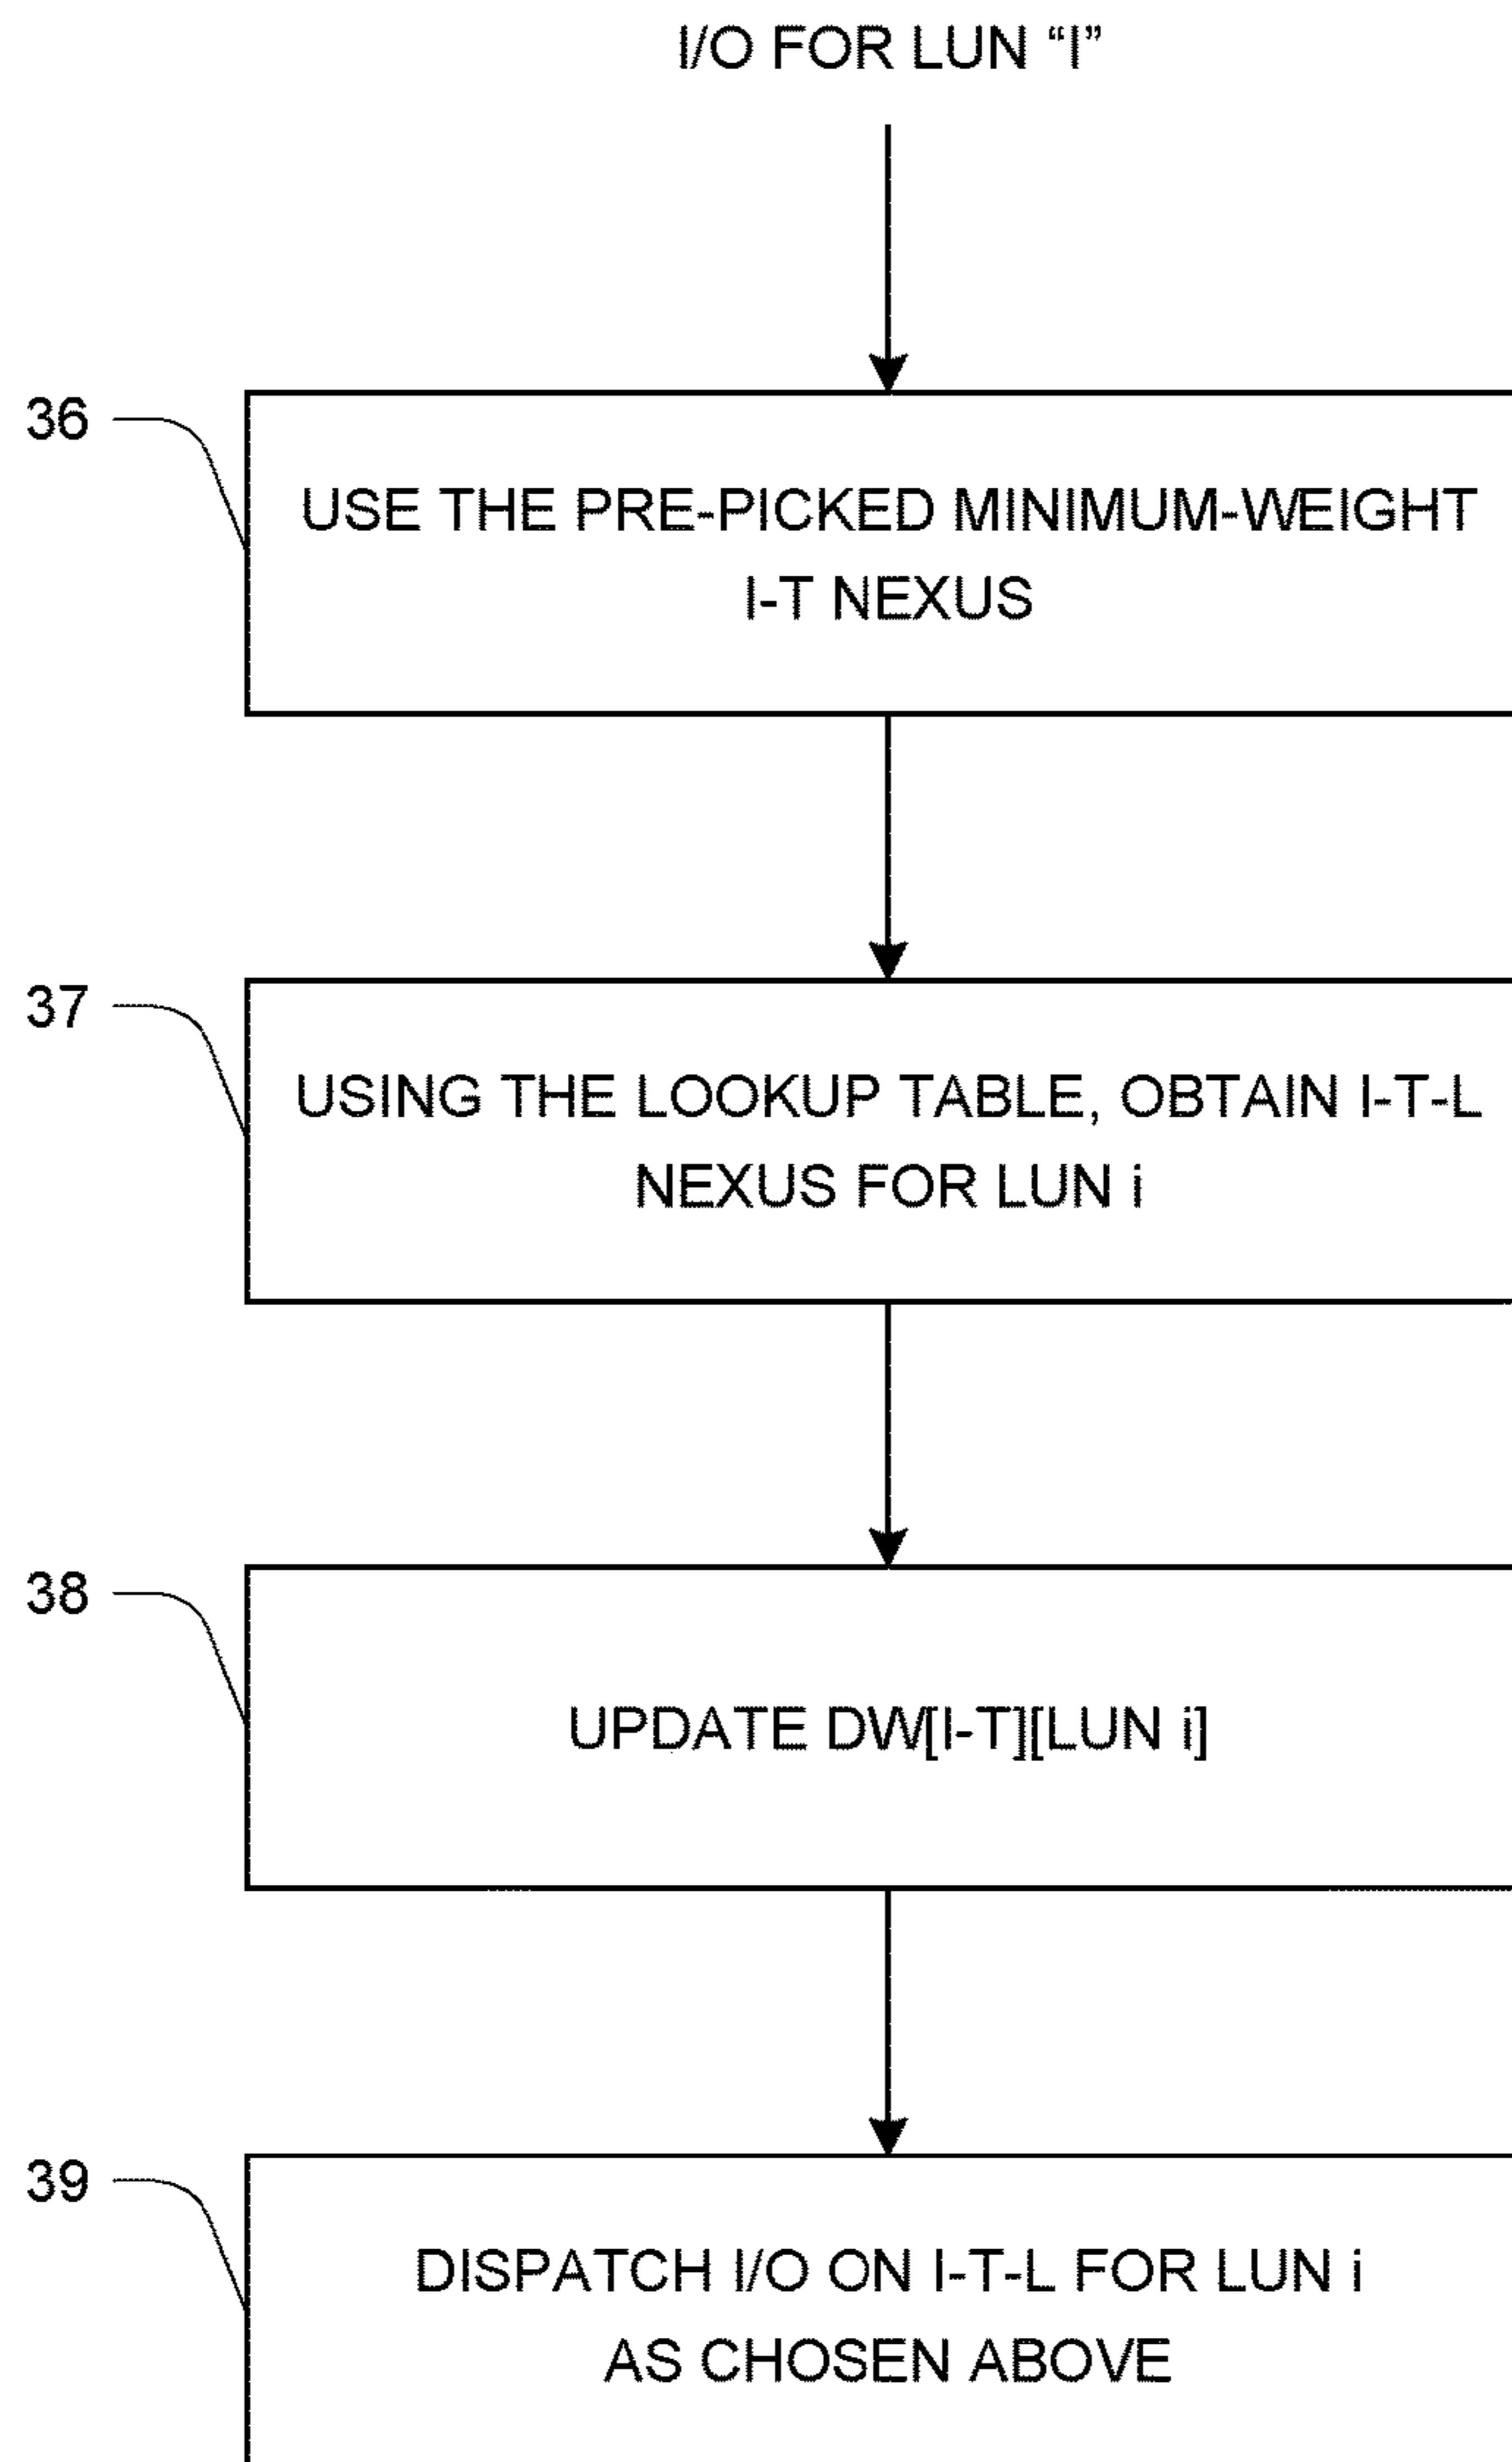 I/O FOR LUN “I”
36
USE THE PRE-PICKED MINIMUM-WEIGHT
I-T NEXUS
37
USING THE LOOKUP TABLE, OBTAIN I-T-L
NEXUS FOR LUN i
38
UPDATE DW[I-T][LUN i]
39
DISPATCH I/O ON I-T-L FOR LUN i
AS CHOSEN ABOVE